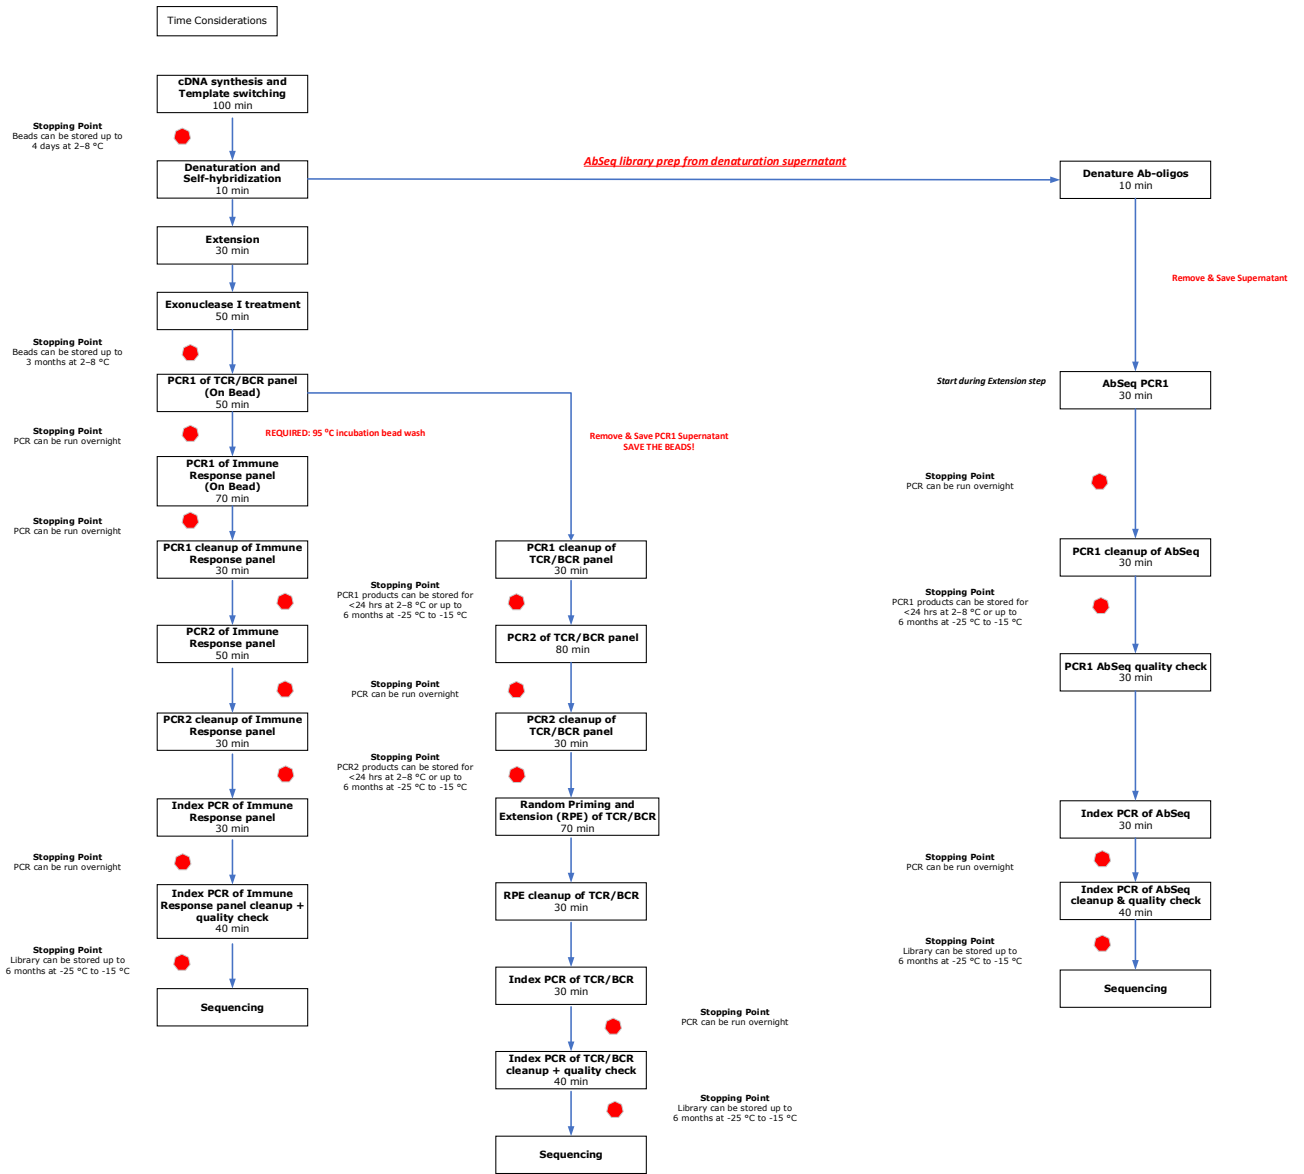 Time Considerations
cDNA synthesis and
Template switching
100 min
Stopping Point
Beads can be stored up to
4 days at 2–8 °C
Denaturation and
Self-hybridization
10 min
AbSeq library prep from denaturation supernatant
Denature Ab-oligos
10 min
Extension
30 min
Remove & Save Supernatant
Exonuclease I treatment
50 min
Stopping Point
Beads can be stored up to
3 months at 2–8 °C
PCR1 of TCR/BCR panel
(On Bead)
50 min
Start during Extension step
AbSeq PCR1
30 min
Stopping Point
PCR can be run overnight
REQUIRED: 95 °C incubation bead wash
Remove & Save PCR1 Supernatant
SAVE THE BEADS!
PCR1 of Immune
Response panel
(On Bead)
70 min
Stopping Point
PCR can be run overnight
Stopping Point
PCR can be run overnight
PCR1 cleanup of Immune
Response panel
30 min
PCR1 cleanup of
TCR/BCR panel
30 min
PCR1 cleanup of AbSeq
30 min
Stopping Point
PCR1 products can be stored for
<24 hrs at 2–8 °C or up to
6 months at -25 °C to -15 °C
Stopping Point
PCR1 products can be stored for
<24 hrs at 2–8 °C or up to
6 months at -25 °C to -15 °C
PCR2 of Immune
Response panel
50 min
PCR2 of TCR/BCR panel
80 min
PCR1 AbSeq quality check
30 min
Stopping Point
PCR can be run overnight
PCR2 cleanup of Immune
Response panel
30 min
PCR2 cleanup of
TCR/BCR panel
30 min
Stopping Point
PCR2 products can be stored for
<24 hrs at 2–8 °C or up to
6 months at -25 °C to -15 °C
Index PCR of Immune
Response panel
30 min
Random Priming and
Extension (RPE) of TCR/BCR
70 min
Index PCR of AbSeq
30 min
Stopping Point
PCR can be run overnight
Stopping Point
PCR can be run overnight
Index PCR of Immune
Response panel cleanup +
quality check
40 min
RPE cleanup of TCR/BCR
30 min
Index PCR of AbSeq
cleanup & quality check
40 min
Stopping Point
Library can be stored up to
6 months at -25 °C to -15 °C
Stopping Point
Library can be stored up to
6 months at -25 °C to -15 °C
Sequencing
Index PCR of TCR/BCR
30 min
Sequencing
Stopping Point
PCR can be run overnight
Index PCR of TCR/BCR
cleanup + quality check
40 min
Stopping Point
Library can be stored up to
6 months at -25 °C to -15 °C
Sequencing